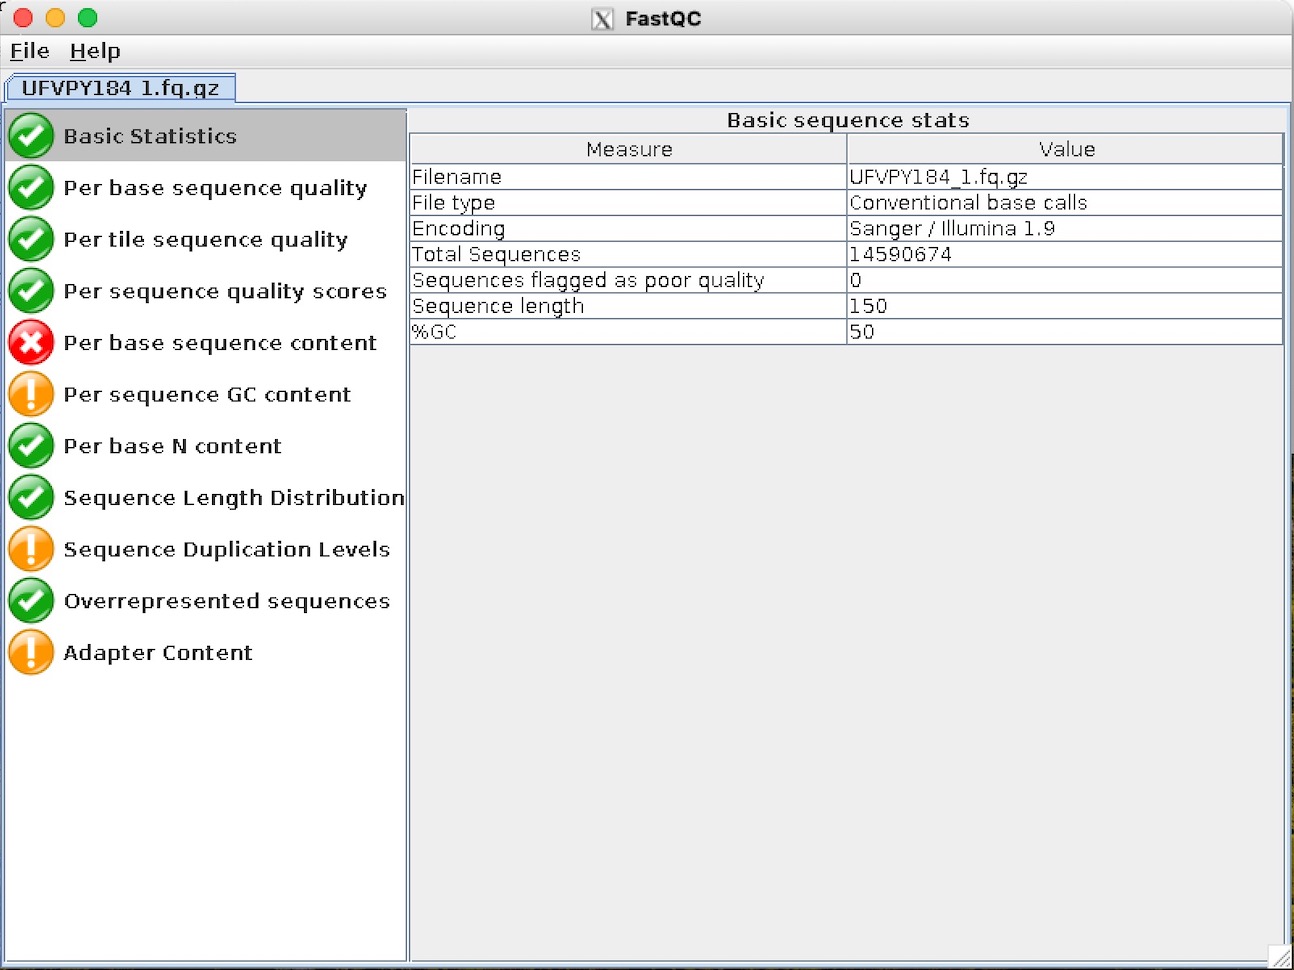 FastQC
File Help
UFVPY184_1.fq.gz
Basic Statistics
Per base sequence quality
Per tile sequence quality
Per sequence quality scores
Per base sequence content
Per sequence GC content
Per base N content
Sequence Length Distribution
Sequence Duplication Levels
Overrepresented sequences
Adapter Content
Basic sequence stats
Measure Value
Filename UFVPY184_1.fq.gz
File type Conventional base calls
Encoding Sanger / Illumina 1.9
Total Sequences 14590674
Sequences flagged as poor quality 0
Sequence length 150
%GC 50